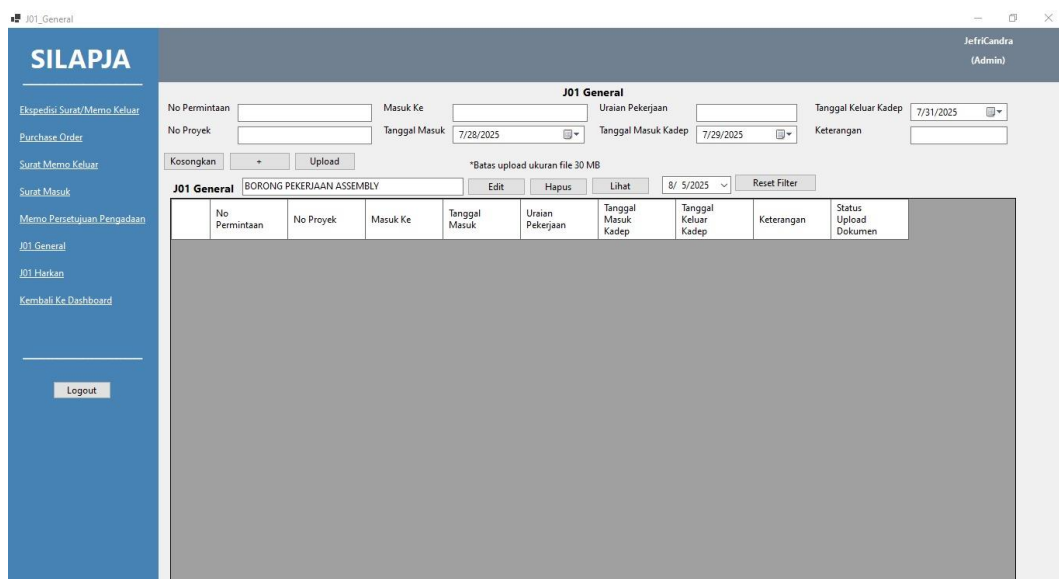 J01_General
JefriCandra
(Admin)
SILAPJA
Ekspedisi Surat/Memo Keluar
Purchase Order
Surat Memo Keluar
Surat Masuk
Memo Persetujuan Pengadaan
J01 General
J01 Harkan
Kembali Ke Dashboard
Logout
J01 General
No Permintaan Masuk Ke Uraian Pekerjaan Tanggal Keluar Kadep 7/31/2025
No Proyek Tanggal Masuk 7/28/2025 Tanggal Masuk Kadep 7/29/2025 Keterangan
Kosongkan + Upload *Batas upload ukuran file 30 MB
J01 General BORONG PEKERJAAN ASSEMBLY Edit Hapus Lihat 8/ 5/2025 Reset Filter
No Permintaan No Proyek Masuk Ke Tanggal Masuk Uraian Pekerjaan Tanggal Masuk Kadep Tanggal Keluar Kadep Keterangan Status Upload Dokumen